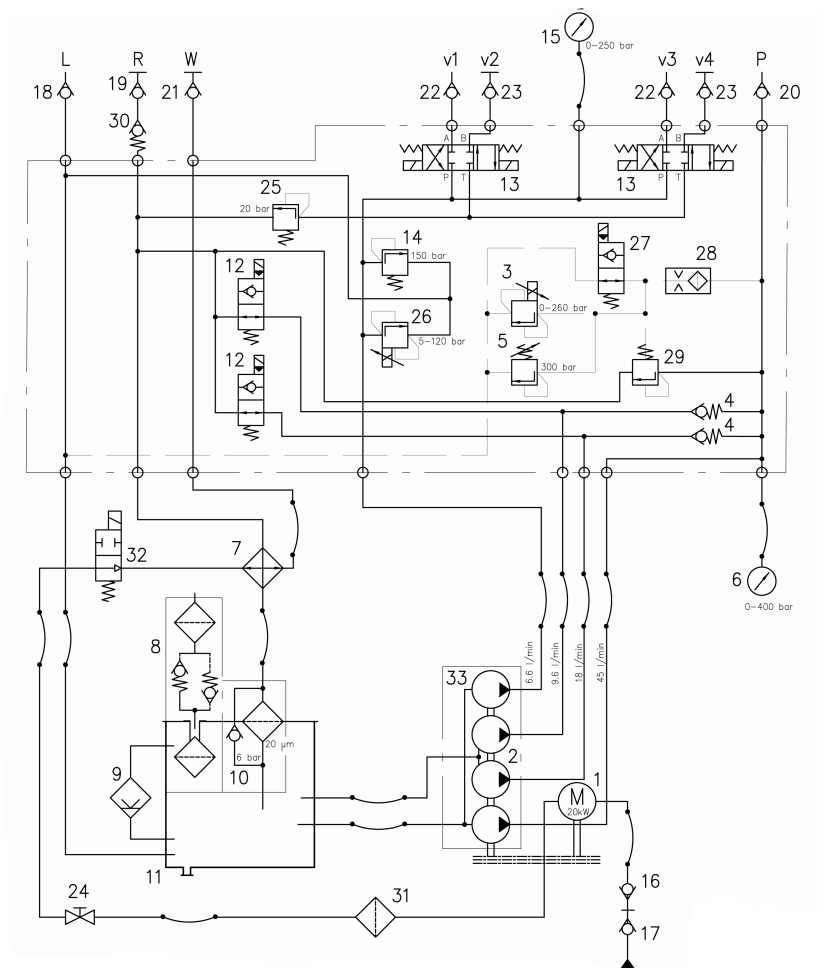 15
0-250 bar
L
R
W
v1
v2
v3
v4
P
18
19
21
22
23
22
23
20
30
A
B
A
B
P
T
P
T
13
13
25
20 bar
14
150 bar
27
28
12
3
0-260 bar
26
5-120 bar
5
300 bar
29
12
4
4
32
7
6
0-400 bar
8
6.6 l/min
9.6 l/min
18 l/min
45 l/min
33
20 µm
6 bar
10
2
9
1
M
20kW
11
16
24
31
17